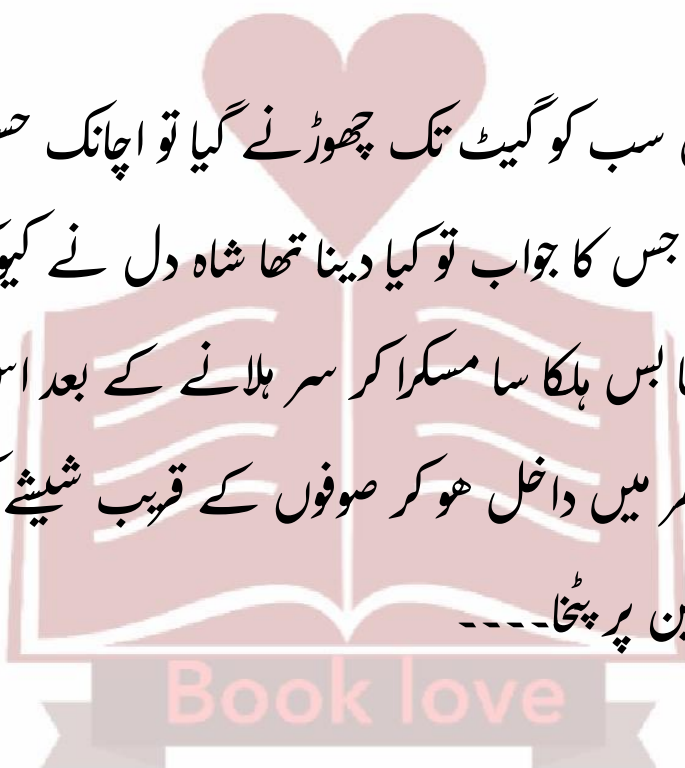 سب کو گیٹ تک چھوڑنے گیا تو اچانک
جس کا جواب تو کیا دینا تھا شاہ دل نے
بس ہلکا سا مسکرا کر سر ہلانے کے بعد
میں داخل ھو کر صوفوں کے قریب شیشے
پر پٹخا۔۔۔۔
Book love